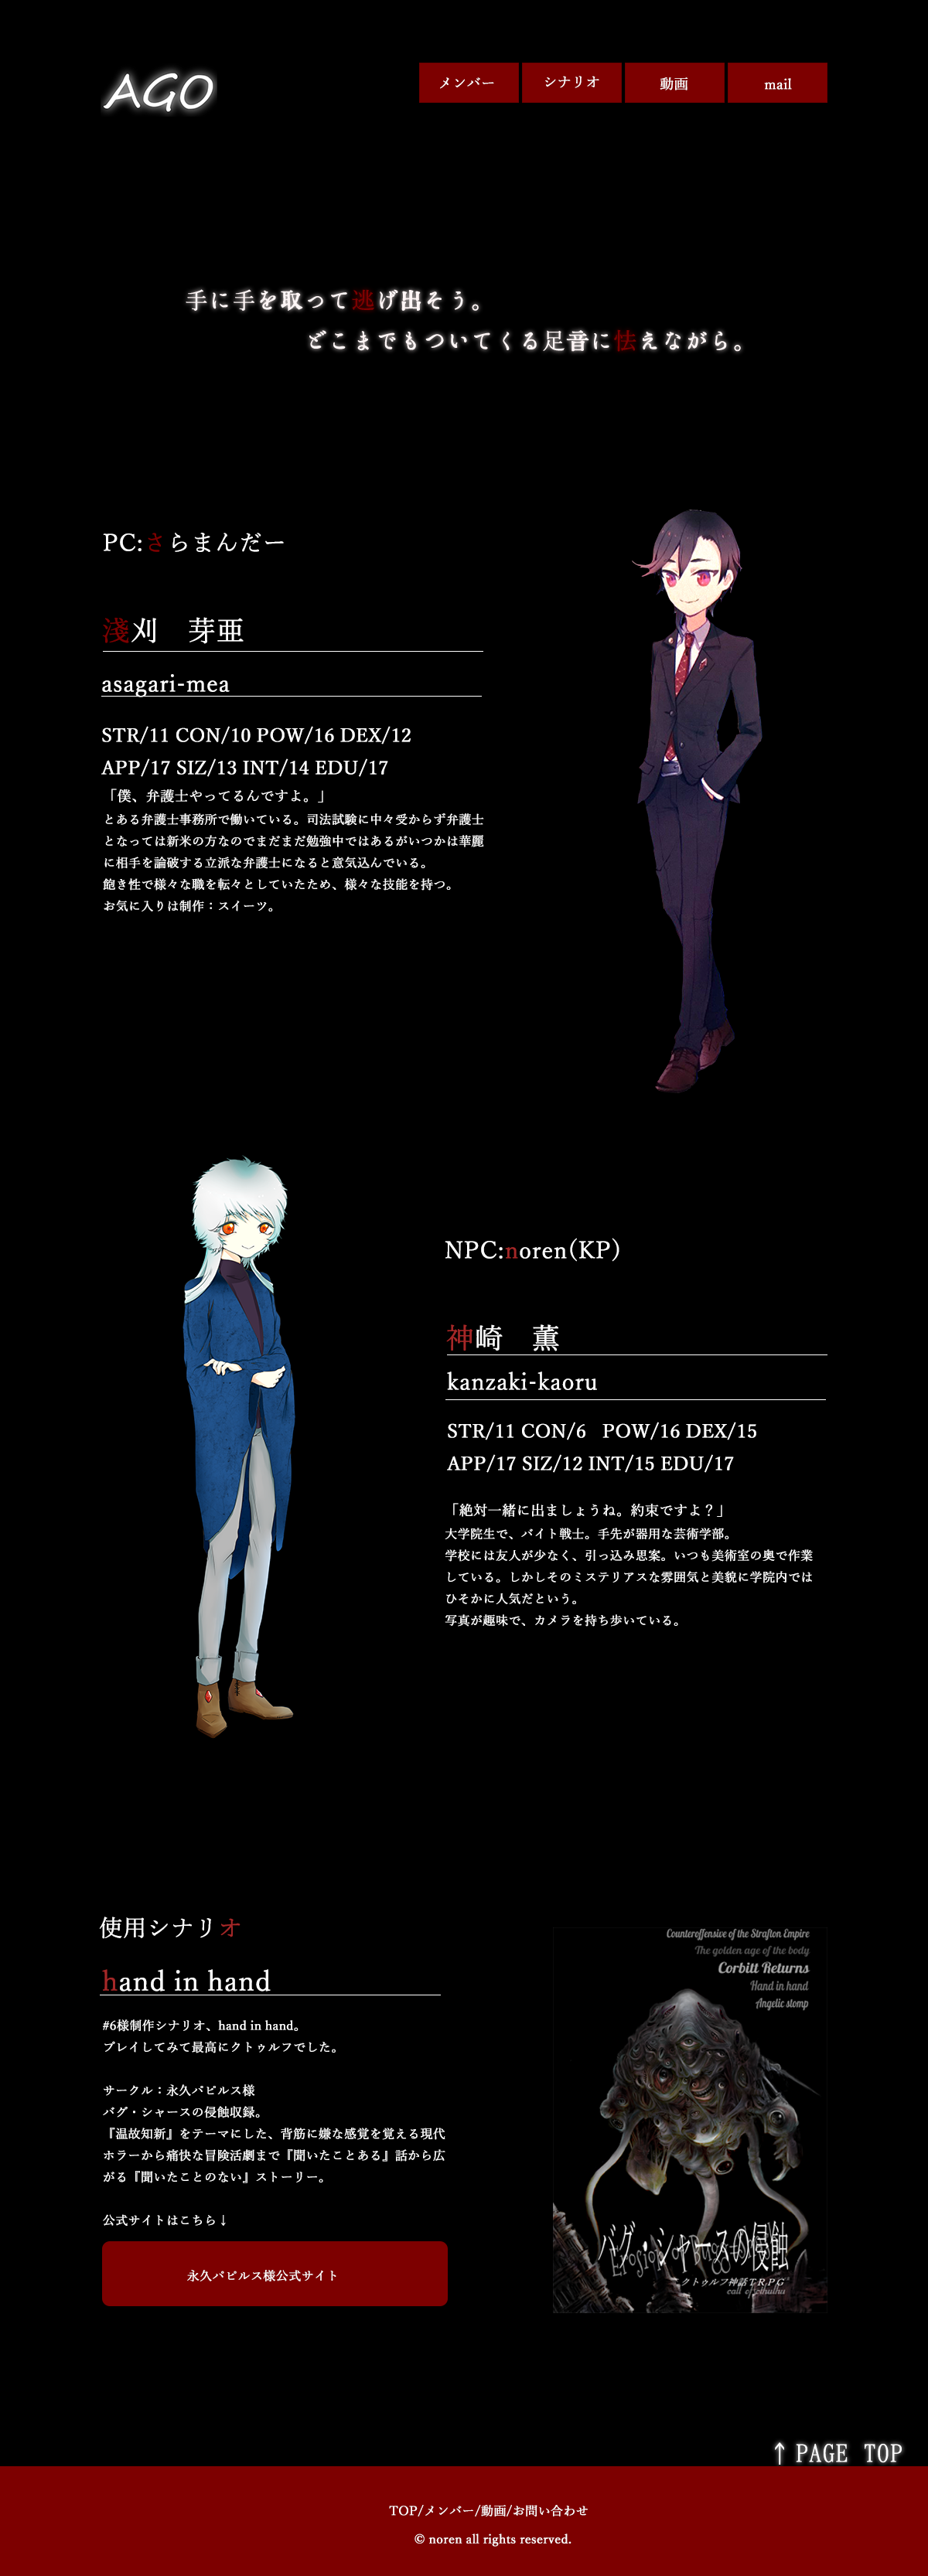 AGO
メンバー
シナリオ
動画
mail
手に手を取って逃げ出そう。
どこまでもついてくる足音に怯えながら。
PC:さらまんだー
淺刈　芽亜
asagari-mea
STR/11 CON/10 POW/16 DEX/12
APP/17 SIZ/13 INT/14 EDU/17
「僕、弁護士やってるんですよ。」
とある弁護士事務所で働いている。司法試験に中々受からず弁護士
となっては新米の方なのでまだまだ勉強中ではあるがいつかは華麗
に相手を論破する立派な弁護士になると意気込んでいる。
飽き性で様々な職を転々としていたため、様々な技能を持つ。
お気に入りは制作：スイーツ。
NPC:noren(KP)
神崎　薫
kanzaki-kaoru
STR/11 CON/6 POW/16 DEX/15
APP/17 SIZ/12 INT/15 EDU/17
「絶対一緒に出ましょうね。約束ですよ？」
大学院生で、バイト戦士。手先が器用な芸術学部。
学校には友人が少なく、引っ込み思案。いつも美術室の奥で作業
している。しかしそのミステリアスな雰囲気と美貌に学院内では
ひそかに人気だという。
写真が趣味で、カメラを持ち歩いている。
使用シナリオ
hand in hand
#6様制作シナリオ、hand in hand。
プレイしてみて最高にクトゥルフでした。
サークル：永久バビルス様
バグ・シャースの侵蝕収録。
『温故知新』をテーマにした、背筋に嫌な感覚を覚える現代
ホラーから痛快な冒険活劇まで『聞いたことある』話から広
がる『聞いたことのない』ストーリー。
公式サイトはこちら↓
永久バビルス様公式サイト
Counteroffensive of the Strafton Empire
The golden age of the body
Corbitt Returns
Hand in hand
Angelic stomp
バグ・シャースの侵蝕
クトゥルフ神話TRPG
call of cthulhu
↑ PAGE TOP
TOP/メンバー/動画/お問い合わせ
© noren all rights reserved.